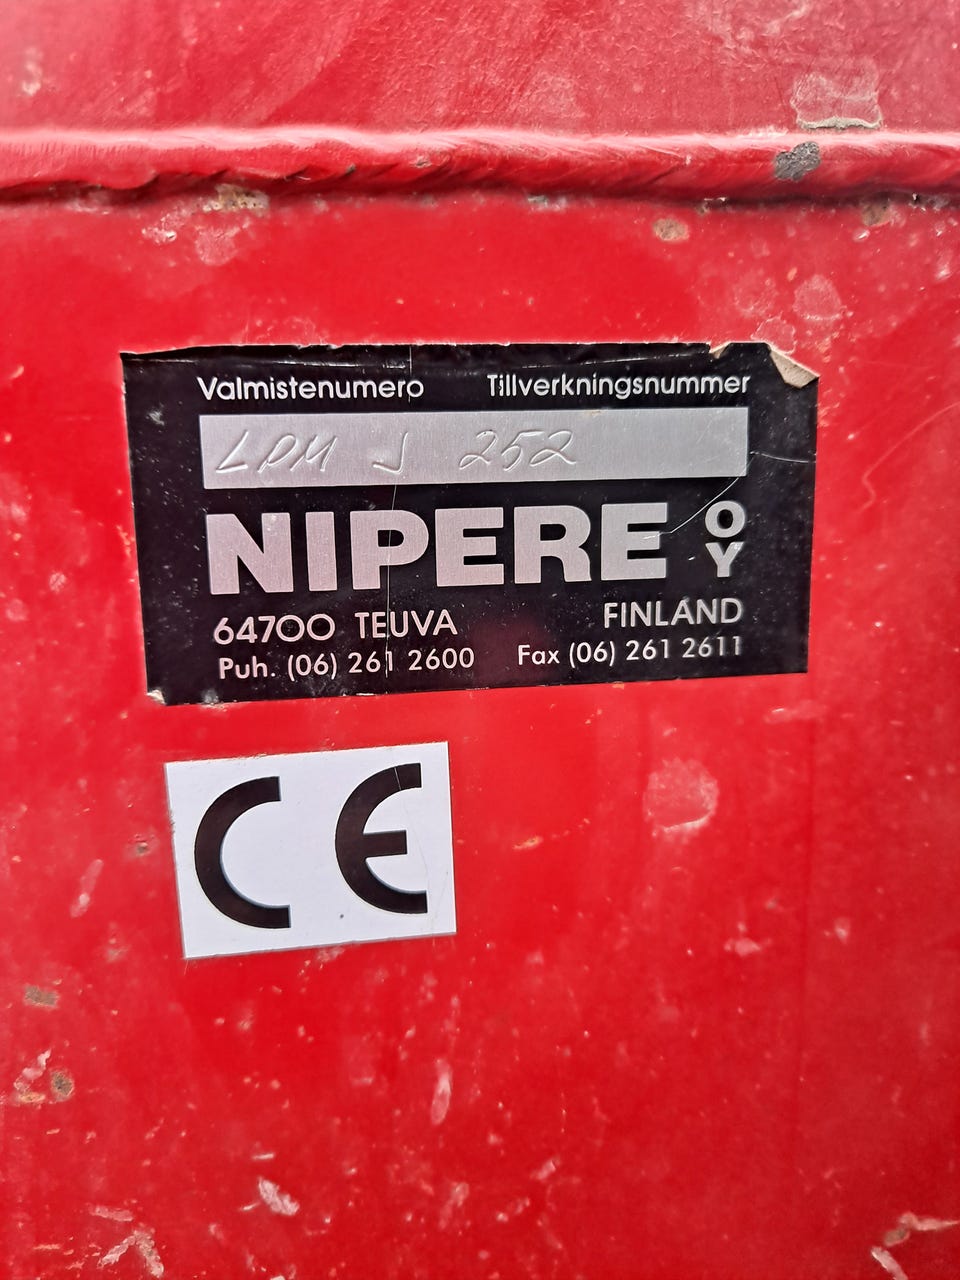 Valmistenumero Tillverkningsnummer
LPM J 252
NIPERE OY
64700 TEUVA FINLAND
Puh. (06) 261 2600 Fax (06) 261 2611
CE